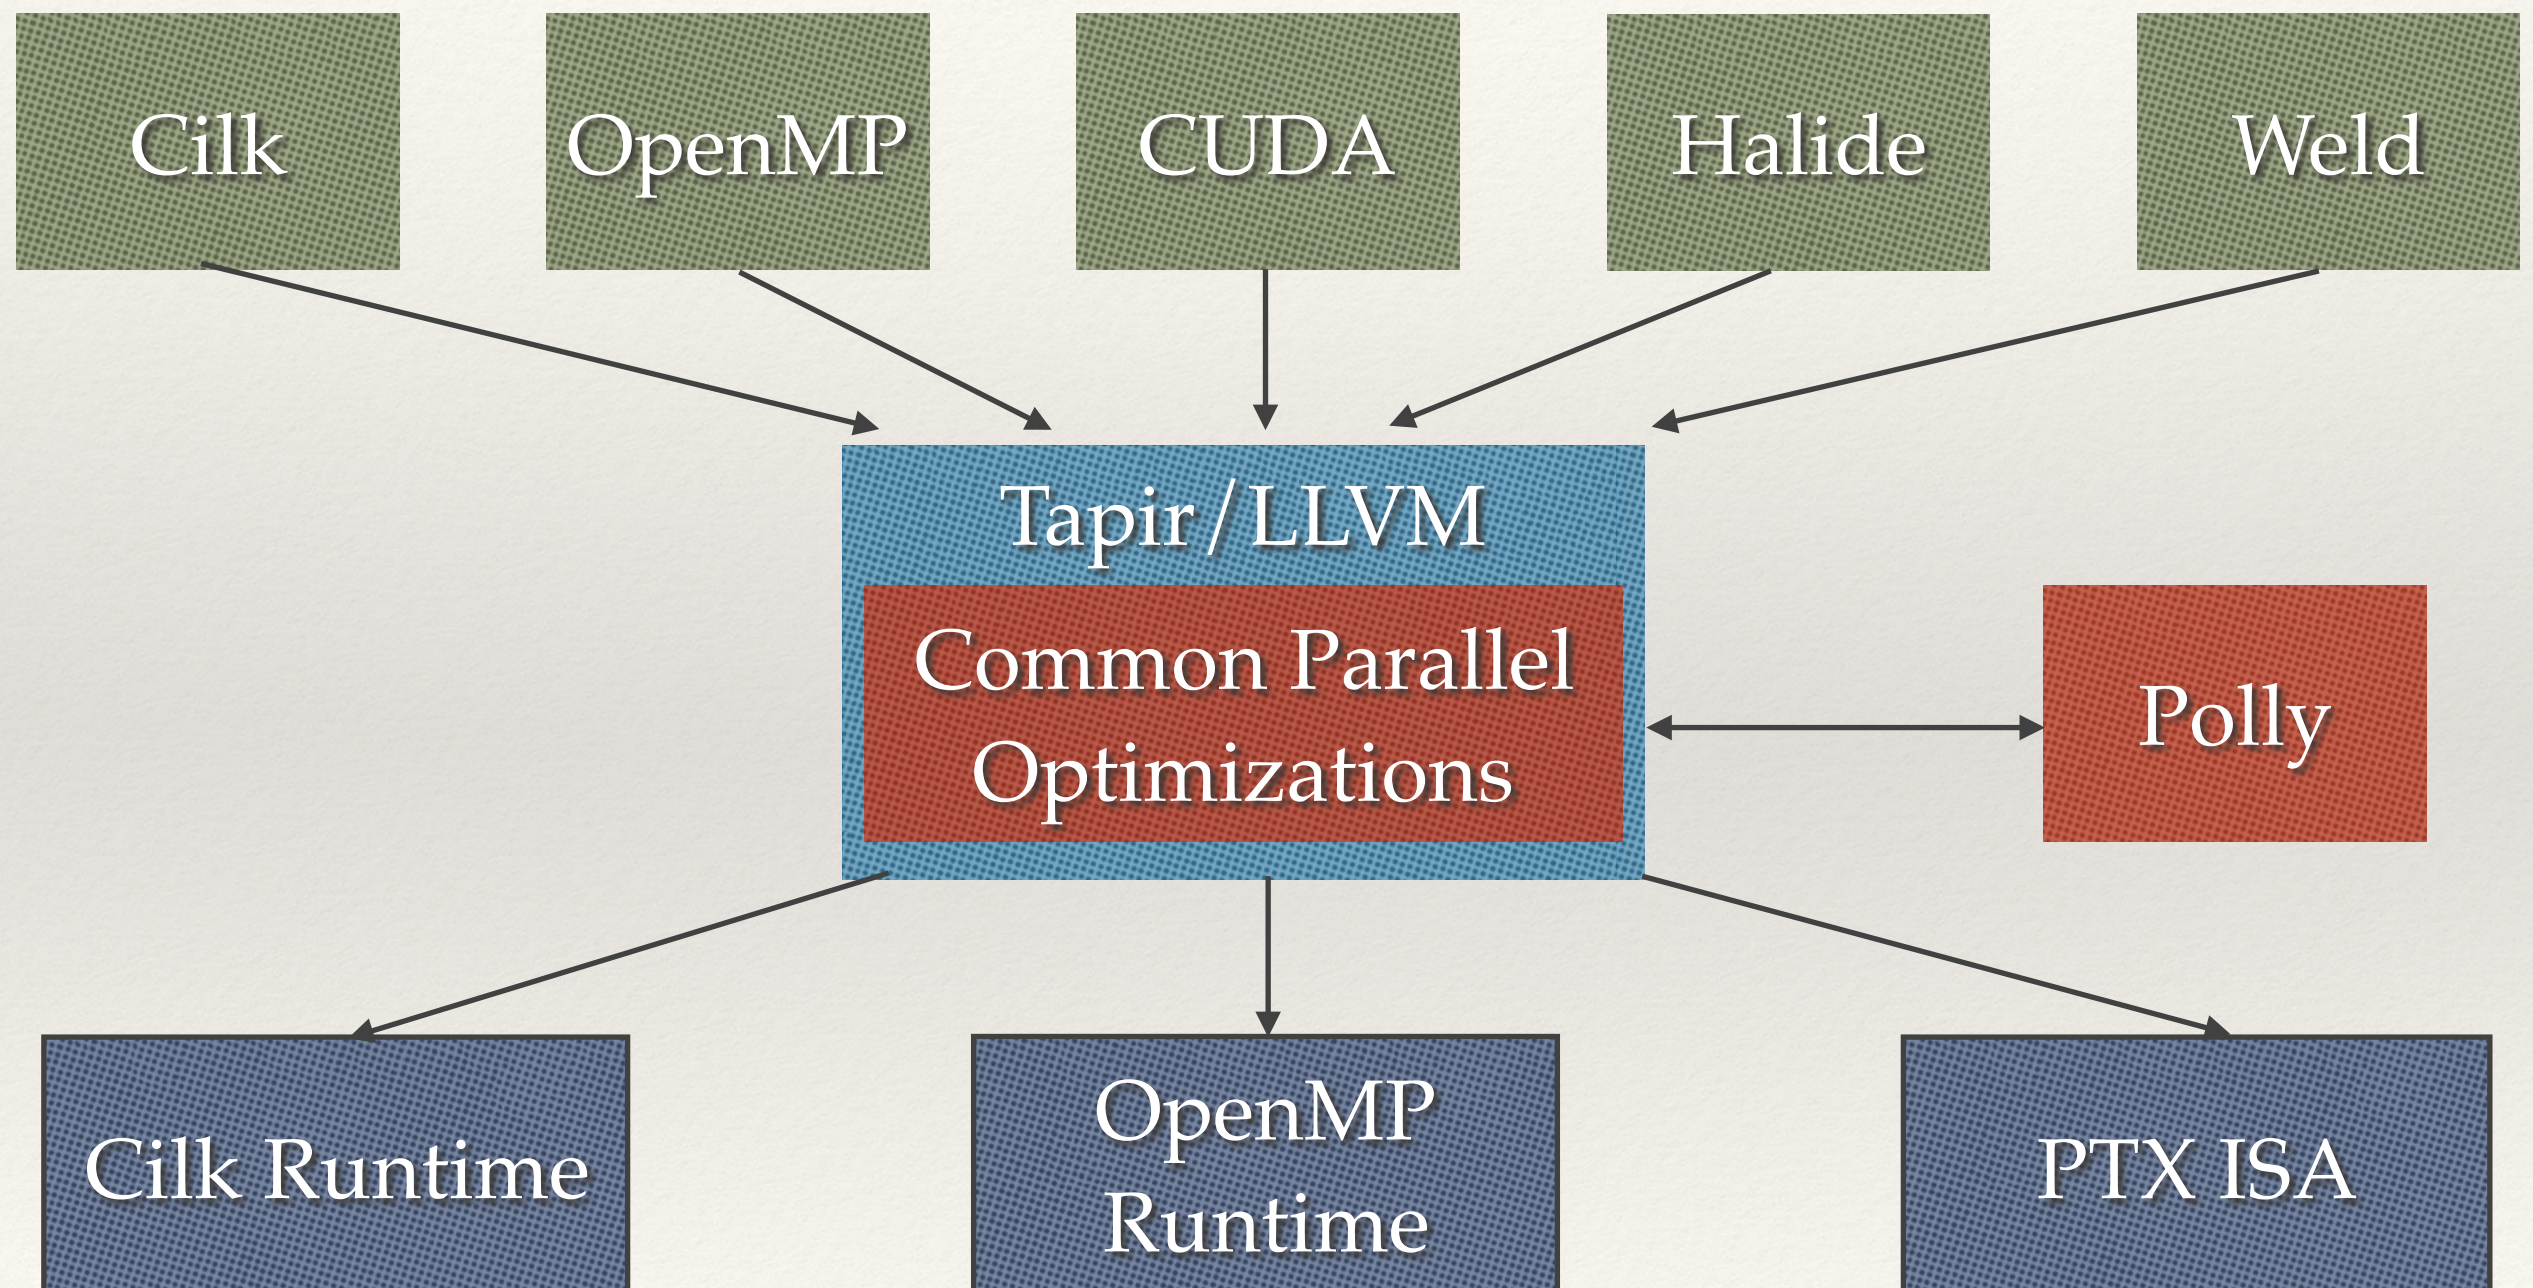 Cilk
OpenMP
CUDA
Halide
Weld
Tapir/LLVM
Common Parallel
Optimizations
Polly
Cilk Runtime
OpenMP
Runtime
PTX ISA